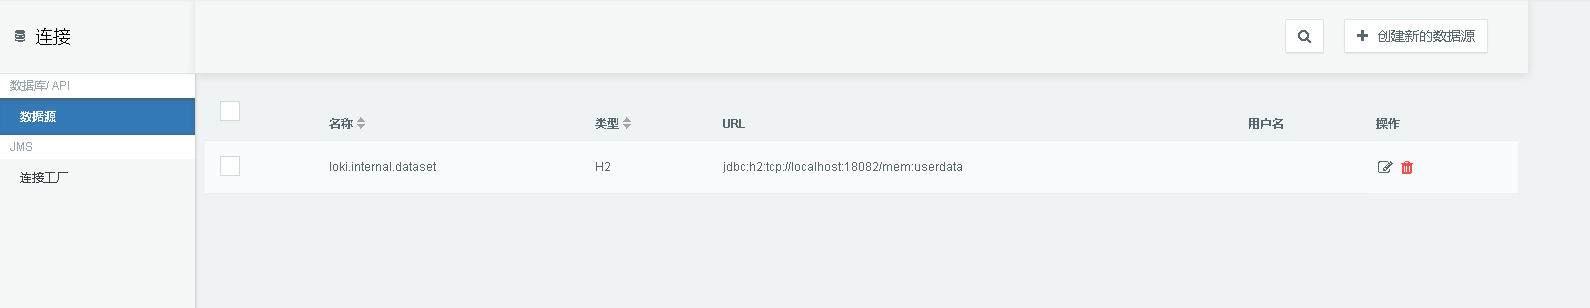 连接
创建新的数据源
数据库/ API
数据源
JMS
连接工厂
名称 类型 URL 用户名 操作
loki.internal.dataset H2 jdbc:h2:tcp://localhost:18082/mem:userdata